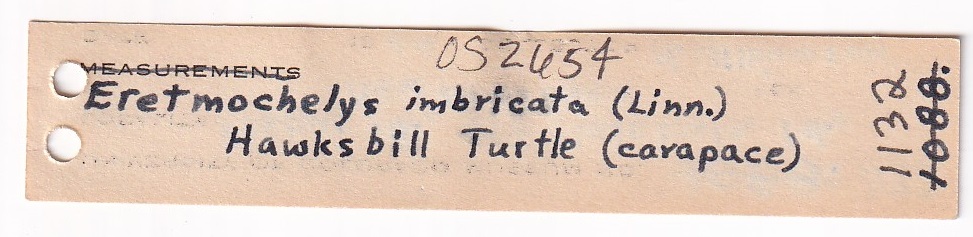 OS2654
MEASUREMENTS
Eretmochelys imbricata (Linn.)
Hawksbill Turtle (carapace)
1132
1088.